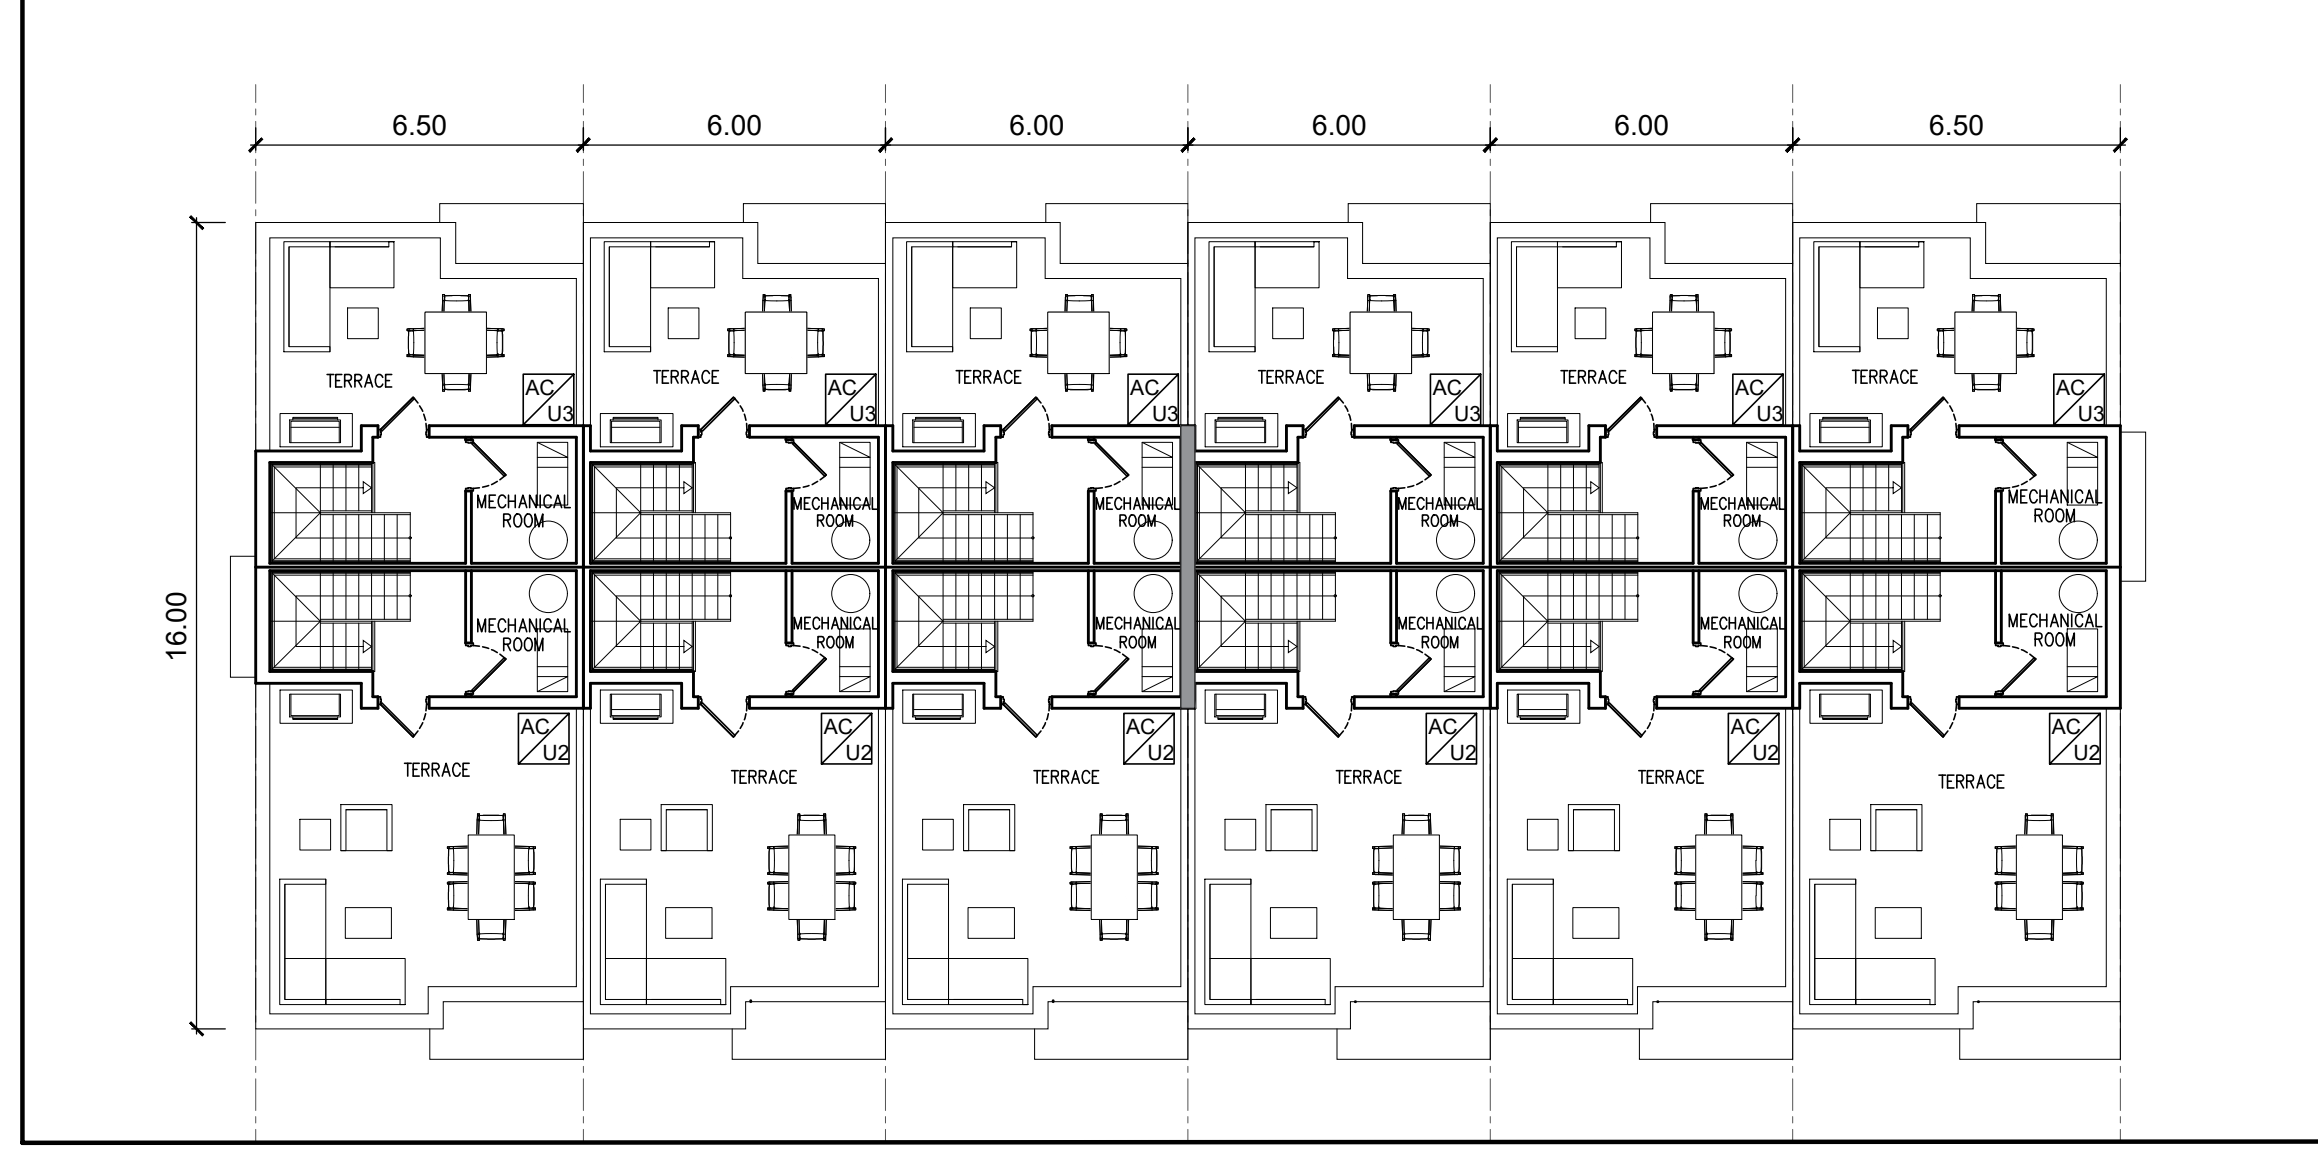 6.50
6.00
6.00
6.00
6.00
6.50
16.00
TERRACE
TERRACE
TERRACE
TERRACE
TERRACE
TERRACE
AC
U3
AC
U3
AC
U3
AC
U3
AC
U3
AC
U3
MECHANICAL
ROOM
MECHANICAL
ROOM
MECHANICAL
ROOM
MECHANICAL
ROOM
MECHANICAL
ROOM
MECHANICAL
ROOM
MECHANICAL
ROOM
MECHANICAL
ROOM
MECHANICAL
ROOM
MECHANICAL
ROOM
MECHANICAL
ROOM
MECHANICAL
ROOM
AC
U2
AC
U2
AC
U2
AC
U2
AC
U2
AC
U2
TERRACE
TERRACE
TERRACE
TERRACE
TERRACE
TERRACE